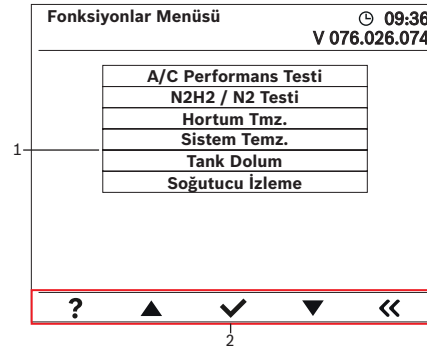 Fonksiyonlar Menüsü
09:36
V 076.026.074
A/C Performans Testi
N2H2 / N2 Testi
Hortum Tmz.
Sistem Temz.
Tank Dolum
Soğutucu İzleme
1
?
2